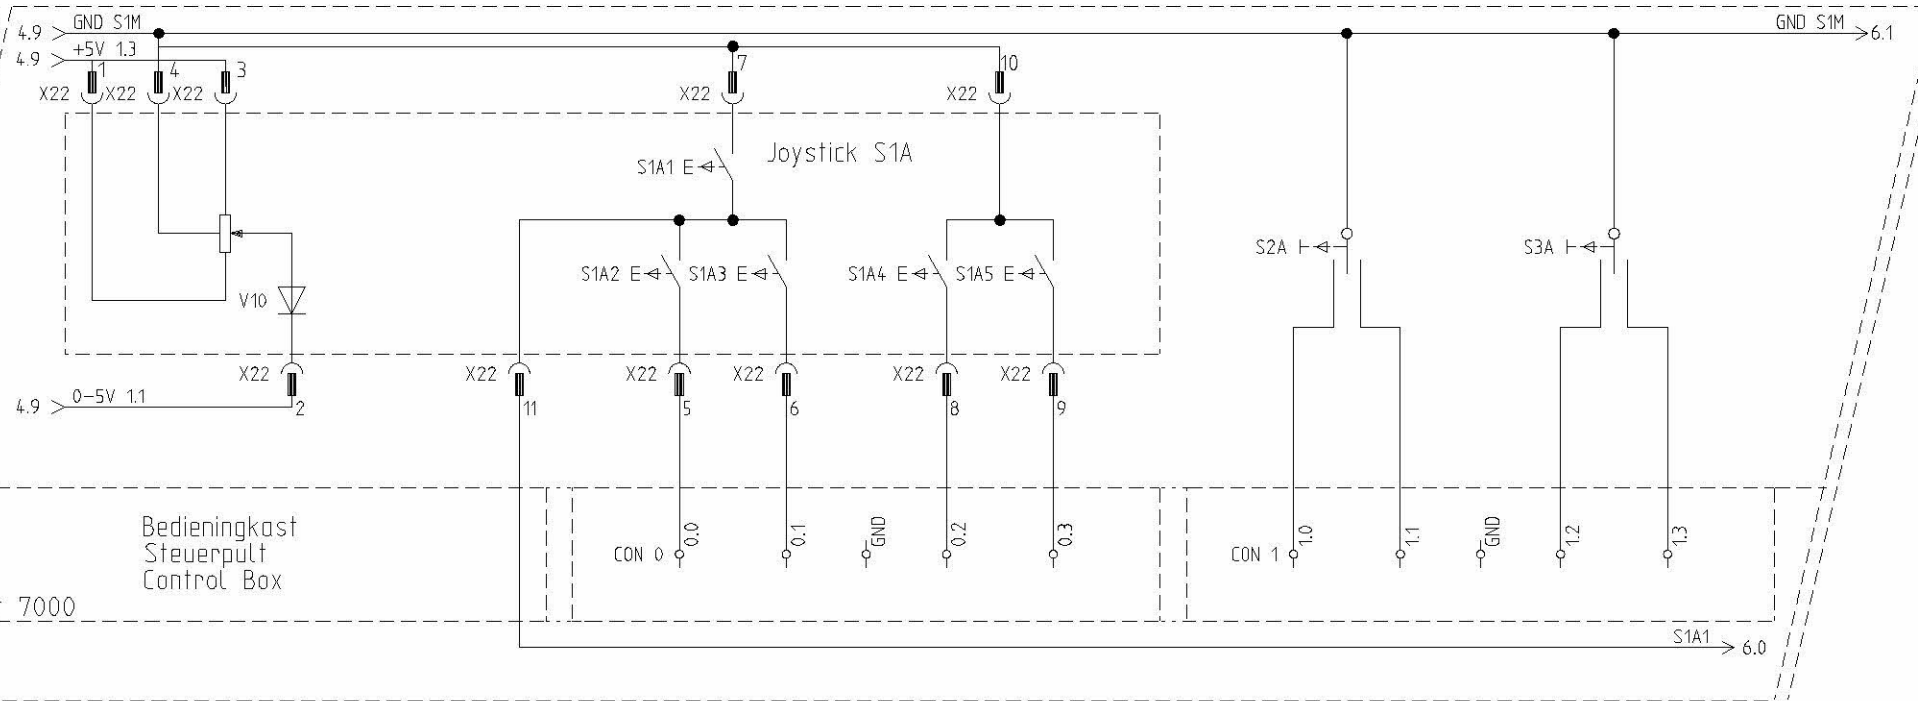 GND S1M
GND S1M
4.9
6.1
+5V 1.3
4.9
1
4
3
7
10
X22
X22
X22
X22
X22
Joystick S1A
S1A1 E
S2A
S3A
S1A2 E
S1A3 E
S1A4 E
S1A5 E
V10
X22
X22
X22
X22
X22
X22
0-5V 1.1
4.9
2
11
5
6
8
9
Bedieningkast
Steuerpult
Control Box
7000
CON 0
0.0
0.1
GND
0.2
0.3
CON 1
1.0
1.1
GND
1.2
1.3
S1A1
6.0